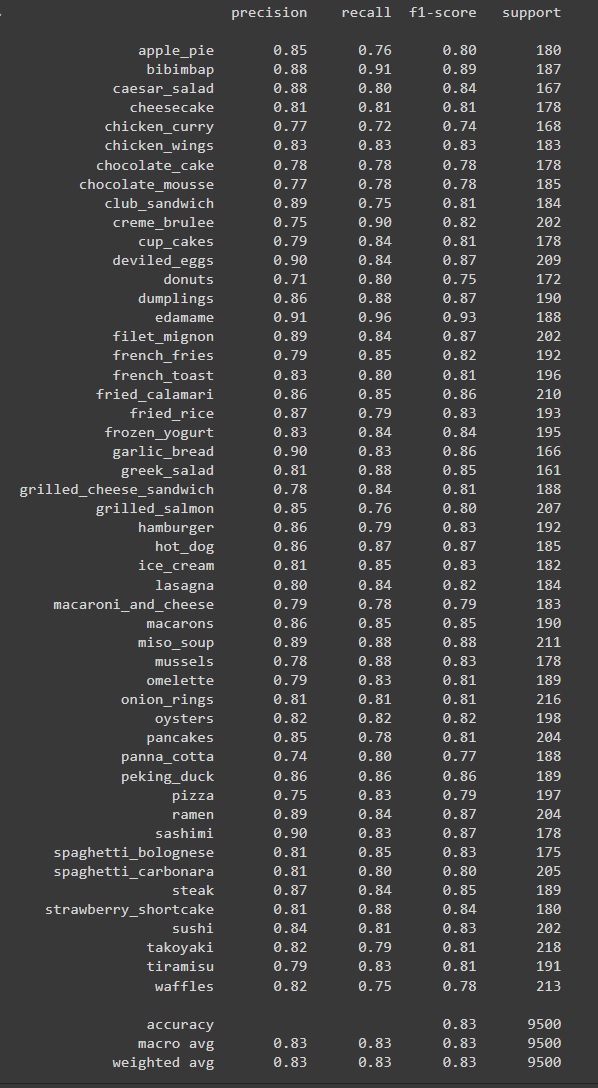 precision recall f1-score support
apple_pie 0.85 0.76 0.80 180
bibimbap 0.88 0.91 0.89 187
caesar_salad 0.88 0.80 0.84 167
cheesecake 0.81 0.81 0.81 178
chicken_curry 0.77 0.72 0.74 168
chicken_wings 0.83 0.83 0.83 183
chocolate_cake 0.78 0.78 0.78 178
chocolate_mousse 0.77 0.78 0.78 185
club_sandwich 0.89 0.75 0.81 184
creme_brulee 0.75 0.90 0.82 202
cup_cakes 0.79 0.84 0.81 178
deviled_eggs 0.90 0.84 0.87 209
donuts 0.71 0.80 0.75 172
dumplings 0.86 0.88 0.87 190
edamame 0.91 0.96 0.93 188
filet_mignon 0.89 0.84 0.87 202
french_fries 0.79 0.85 0.82 192
french_toast 0.83 0.80 0.81 196
fried_calamari 0.86 0.85 0.86 210
fried_rice 0.87 0.79 0.83 193
frozen_yogurt 0.83 0.84 0.84 195
garlic_bread 0.90 0.83 0.86 166
greek_salad 0.81 0.88 0.85 161
grilled_cheese_sandwich 0.78 0.84 0.81 188
grilled_salmon 0.85 0.76 0.80 207
hamburger 0.86 0.79 0.83 192
hot_dog 0.86 0.87 0.87 185
ice_cream 0.81 0.85 0.83 182
lasagna 0.80 0.84 0.82 184
macaroni_and_cheese 0.79 0.78 0.79 183
macarons 0.86 0.85 0.85 190
miso_soup 0.89 0.88 0.88 211
mussels 0.78 0.88 0.83 178
omelette 0.79 0.83 0.81 189
onion_rings 0.81 0.81 0.81 216
oysters 0.82 0.82 0.82 198
pancakes 0.85 0.78 0.81 204
panna_cotta 0.74 0.80 0.77 188
peking_duck 0.86 0.86 0.86 189
pizza 0.75 0.83 0.79 197
ramen 0.89 0.84 0.87 204
sashimi 0.90 0.83 0.87 178
spaghetti_bolognese 0.81 0.85 0.83 175
spaghetti_carbonara 0.81 0.80 0.80 205
steak 0.87 0.84 0.85 189
strawberry_shortcake 0.81 0.88 0.84 180
sushi 0.84 0.81 0.83 202
takoyaki 0.82 0.79 0.81 218
tiramisu 0.79 0.83 0.81 191
waffles 0.82 0.75 0.78 213
accuracy 0.83 9500
macro avg 0.83 0.83 0.83 9500
weighted avg 0.83 0.83 0.83 9500